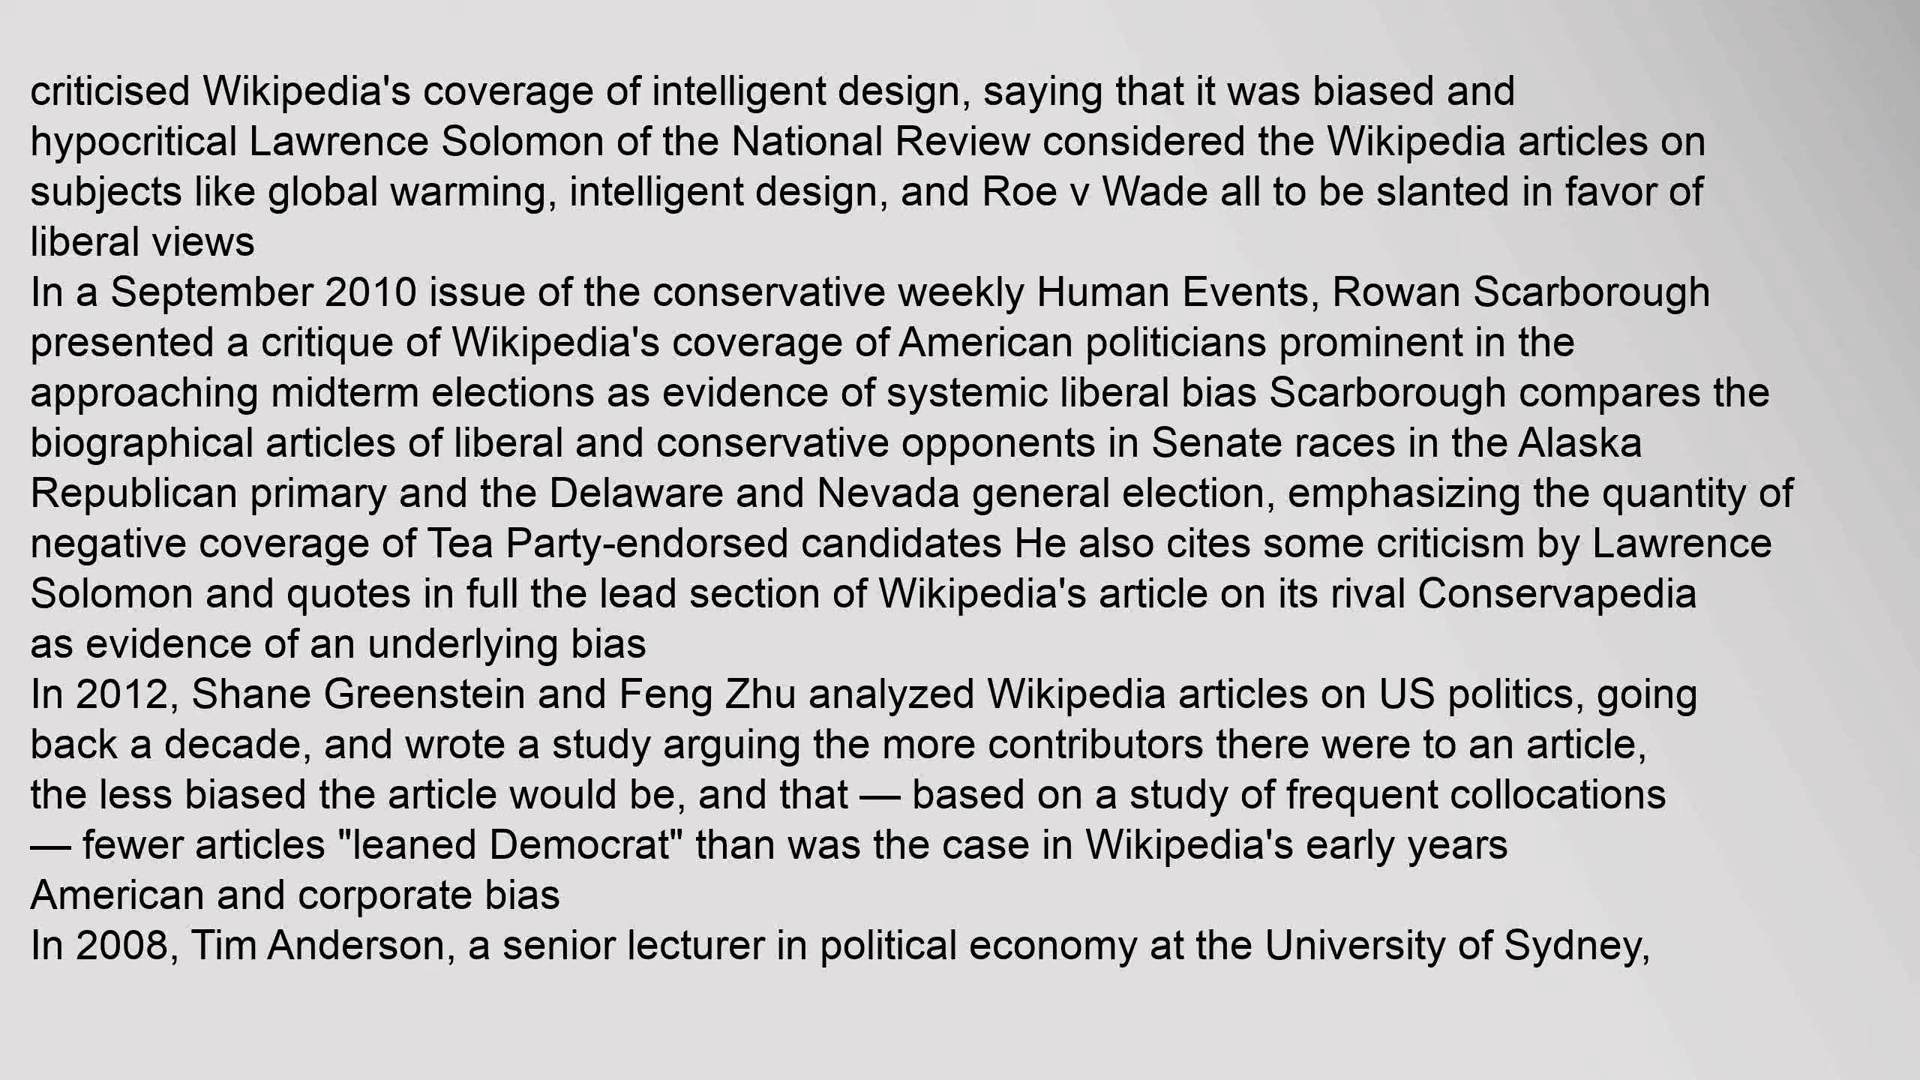 criticised Wikipedia's coverage of intelligent design, saying that it was biased and
hypocritical Lawrence Solomon of the National Review considered the Wikipedia articles on
subjects like global warming, intelligent design, and Roe v Wade all to be slanted in favor of
liberal views
In a September 2010 issue of the conservative weekly Human Events, Rowan Scarborough
presented a critique of Wikipedia's coverage of American politicians prominent in the
approaching midterm elections as evidence of systemic liberal bias Scarborough compares the
biographical articles of liberal and conservative opponents in Senate races in the Alaska
Republican primary and the Delaware and Nevada general election, emphasizing the quantity of
negative coverage of Tea Party-endorsed candidates He also cites some criticism by Lawrence
Solomon and quotes in full the lead section of Wikipedia's article on its rival Conservapedia
as evidence of an underlying bias
In 2012, Shane Greenstein and Feng Zhu analyzed Wikipedia articles on US politics, going
back a decade, and wrote a study arguing the more contributors there were to an article,
the less biased the article would be, and that — based on a study of frequent collocations
— fewer articles "leaned Democrat" than was the case in Wikipedia's early years
American and corporate bias
In 2008, Tim Anderson, a senior lecturer in political economy at the University of Sydney,